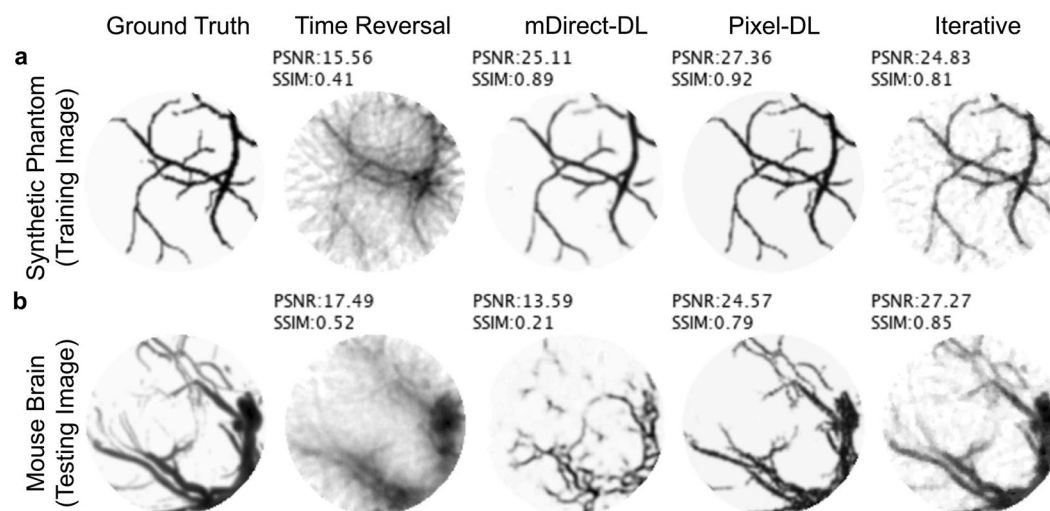 Ground Truth Time Reversal mDirect-DL Pixel-DL Iterative
a
PSNR:15.56 PSNR:25.11 PSNR:27.36 PSNR:24.83
SSIM:0.41 SSIM:0.89 SSIM:0.92 SSIM:0.81
Synthetic Phantom
(Training Image)
b
PSNR:17.49 PSNR:13.59 PSNR:24.57 PSNR:27.27
SSIM:0.52 SSIM:0.21 SSIM:0.79 SSIM:0.85
Mouse Brain
(Testing Image)